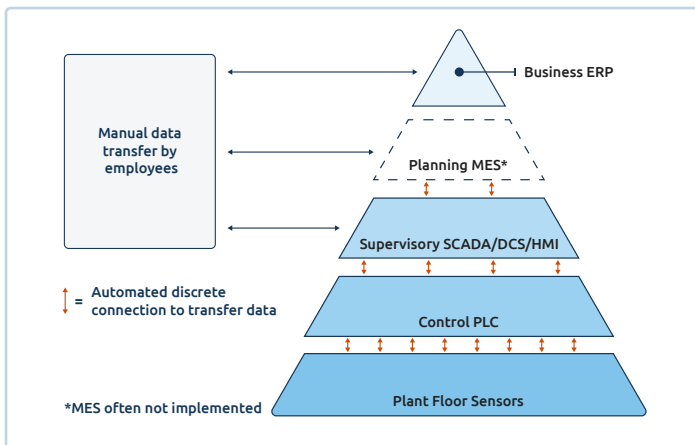 Business ERP
Manual data
transfer by
employees
Planning MES*
Supervisory SCADA/DCS/HMI
= Automated discrete
connection to transfer data
Control PLC
Plant Floor Sensors
*MES often not implemented